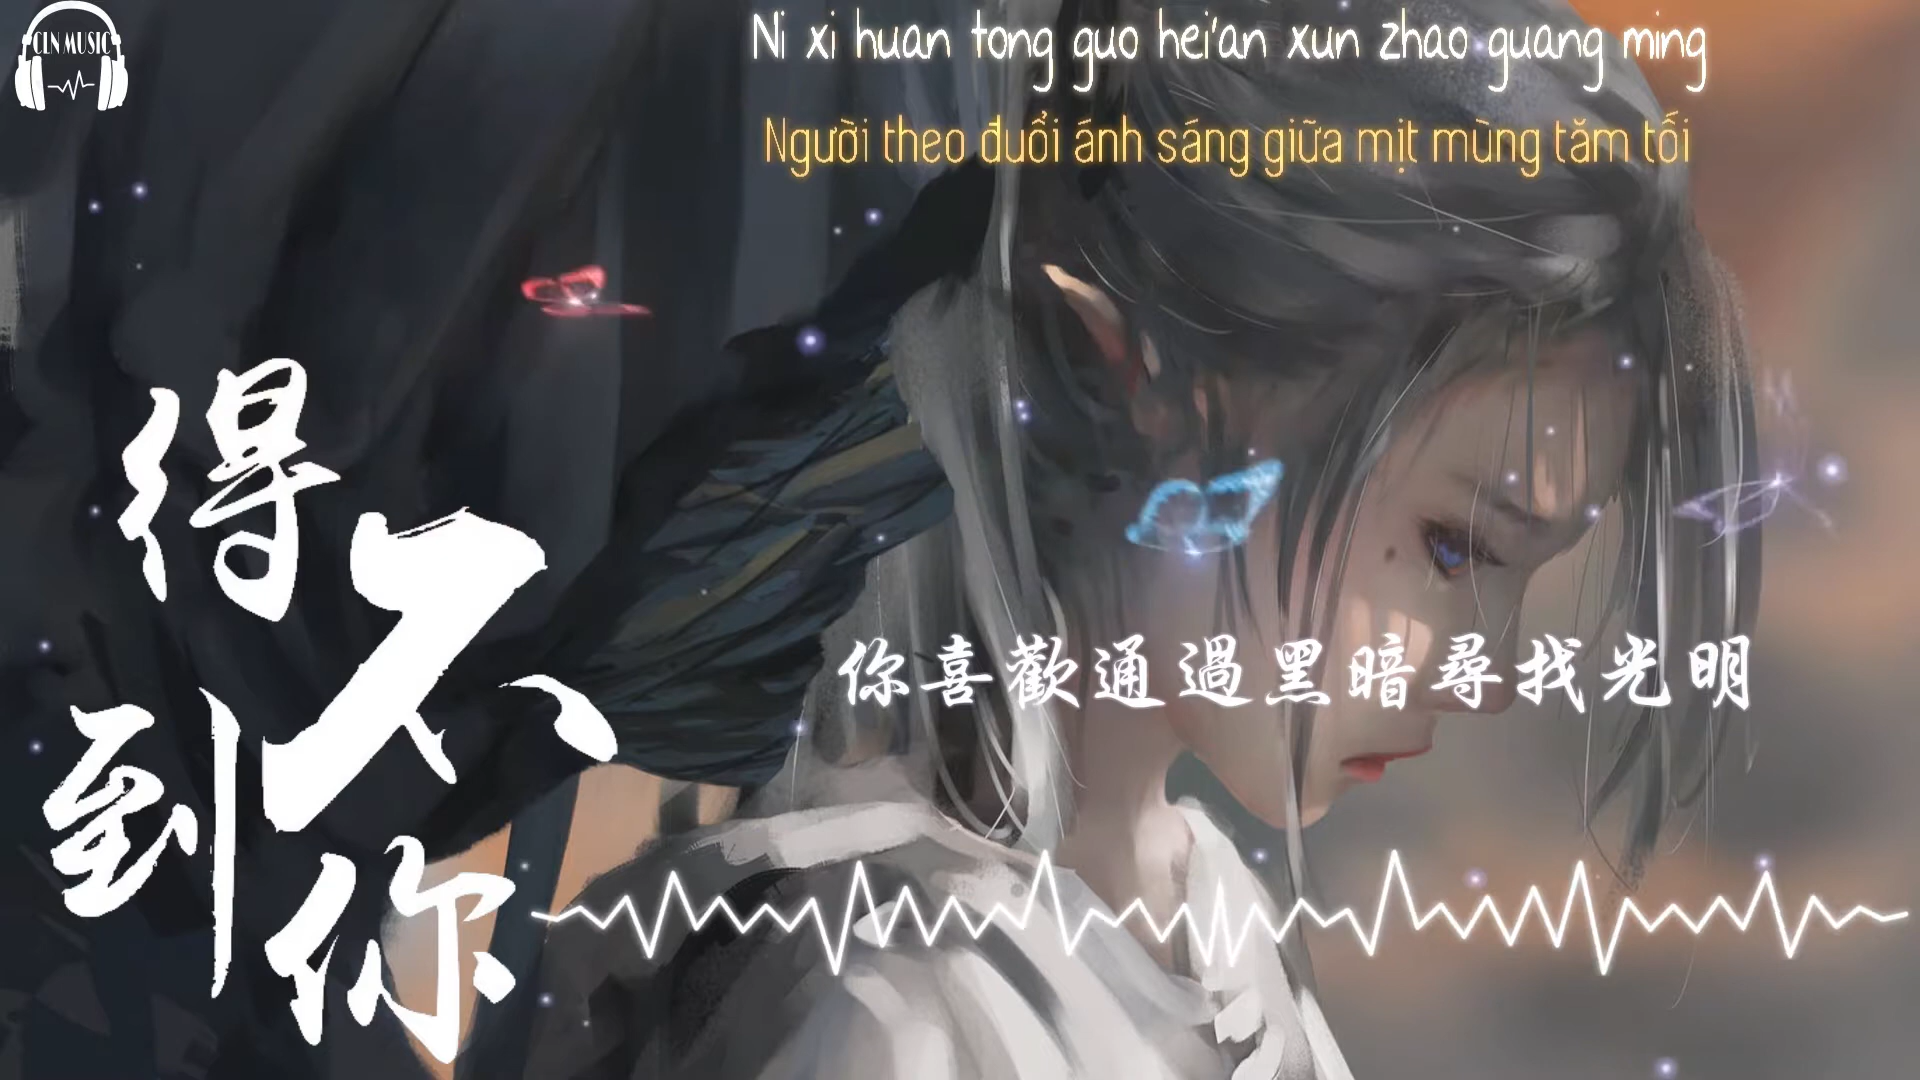 CLN MUSIC
Ni xi huan tong guo hei'an xun zhao guang ming
Người theo đuổi ánh sáng giữa mịt mùng tăm tối
得不到你
你喜歡通過黑暗尋找光明